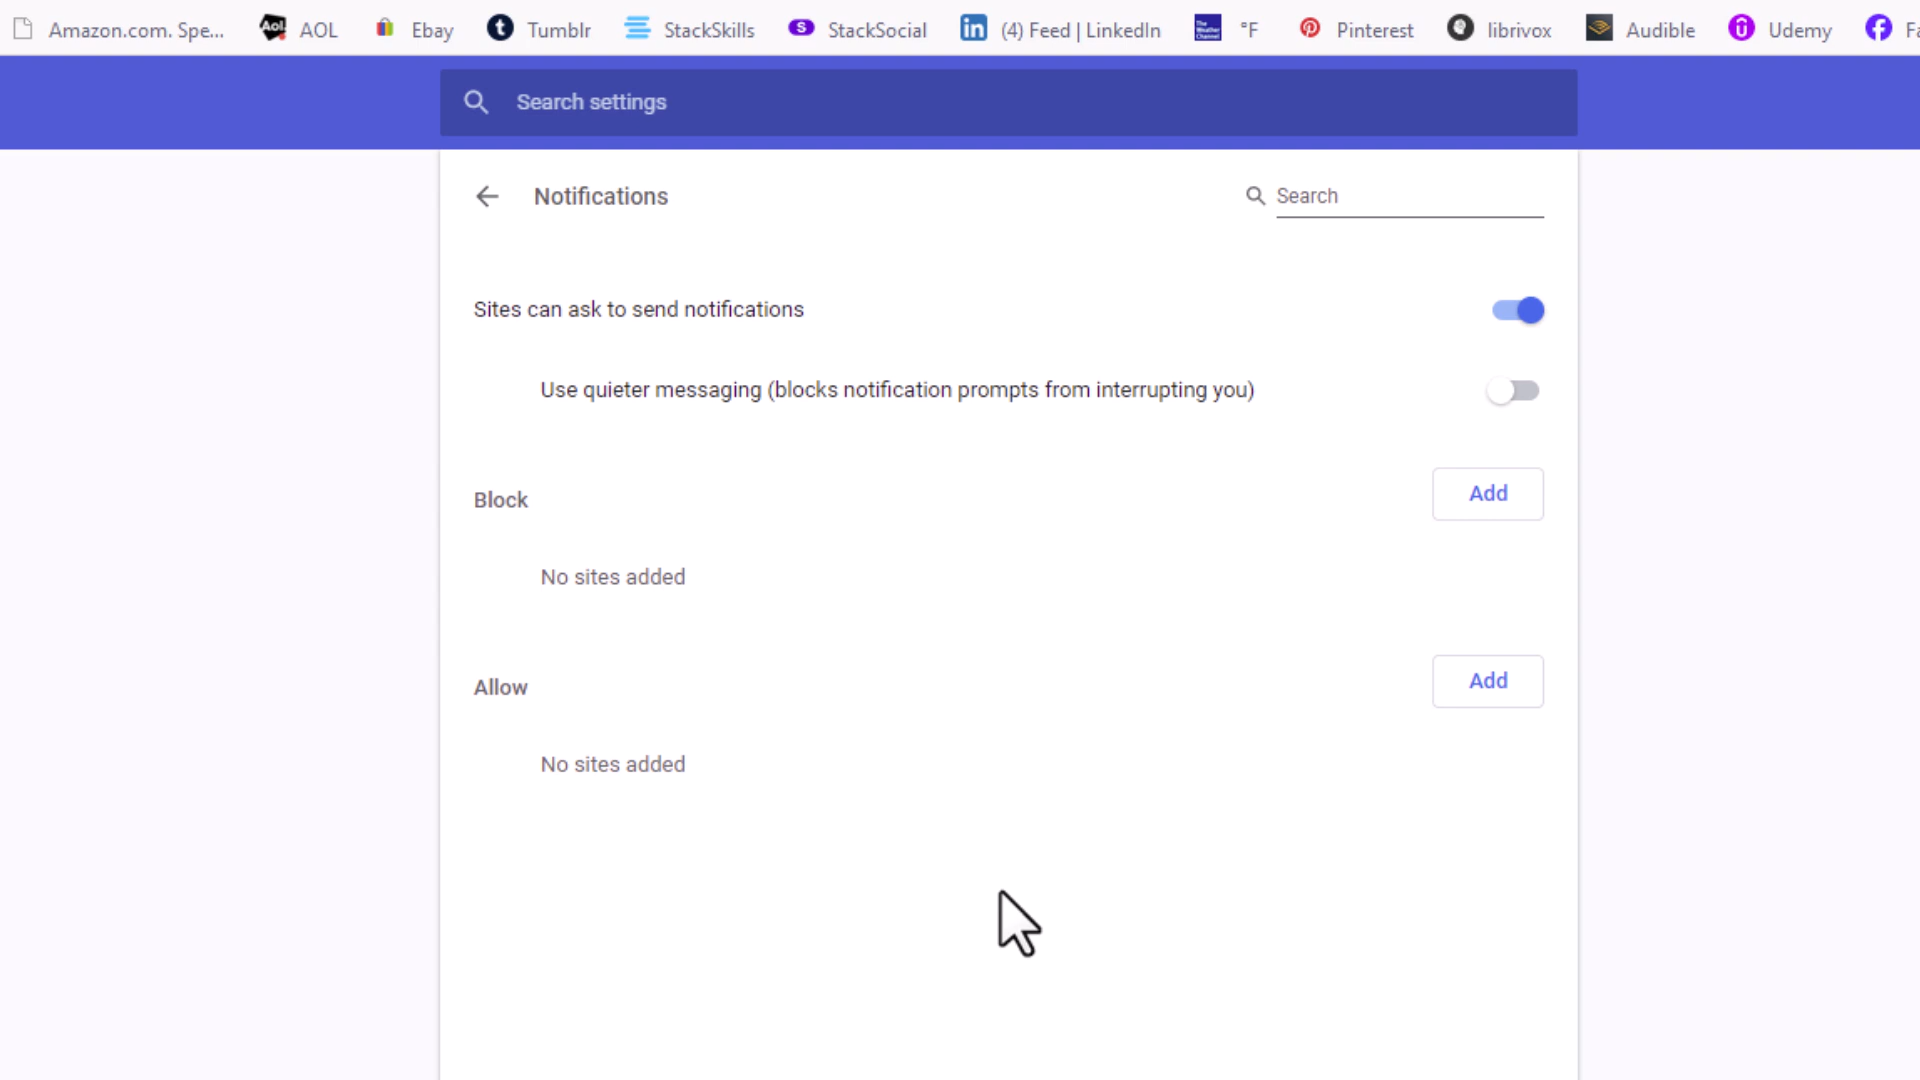 Amazon.com. Spe... AOL Ebay Tumblr StackSkills StackSocial (4) Feed | LinkedIn °F Pinterest librivox Audible Udemy
Search settings
Notifications Search
Sites can ask to send notifications
Use quieter messaging (blocks notification prompts from interrupting you)
Block Add
No sites added
Allow Add
No sites added